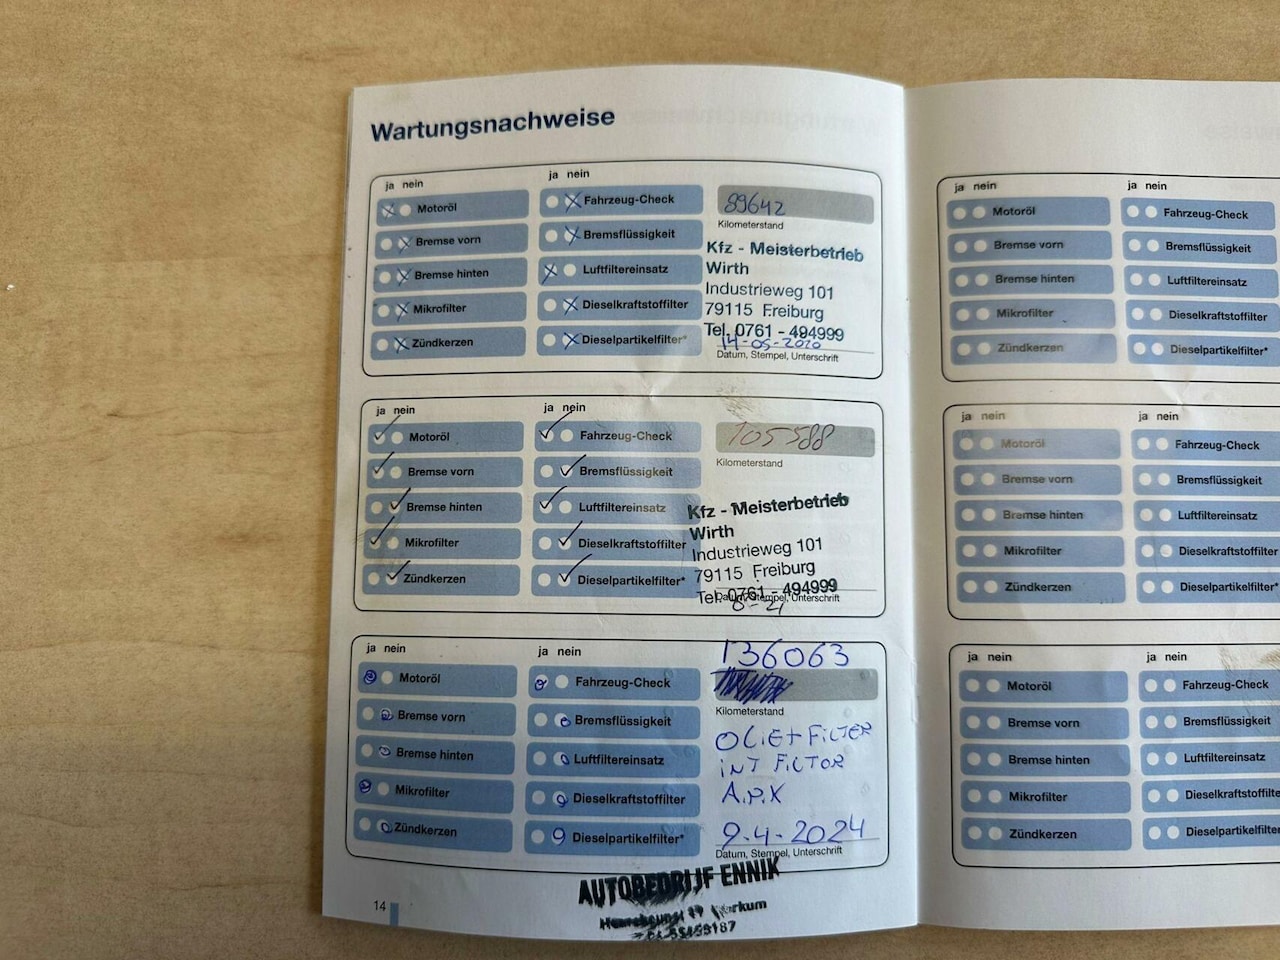 Wartungsnachweise
ja nein
Motoröl
Bremse vorn
Bremse hinten
Mikrofilter
Zündkerzen
ja nein
Fahrzeug-Check
Bremsflüssigkeit
Luftfiltereinsatz
Dieselkraftstoffilter
Dieselpartikelfilter*
89642
Kilometerstand
Kfz - Meisterbetrieb
Wirth
Industrieweg 101
79115 Freiburg
Tel. 0761 - 494999
14-05-2020
Datum, Stempel, Unterschrift
ja nein
Motoröl
Bremse vorn
Bremse hinten
Mikrofilter
Zündkerzen
ja nein
Fahrzeug-Check
Bremsflüssigkeit
Luftfiltereinsatz
Dieselkraftstoffilter
Dieselpartikelfilter*
105588
Kilometerstand
Kfz - Meisterbetrieb
Wirth
Industrieweg 101
79115 Freiburg
Tel. 0761 - 494999
Datum, Stempel, Unterschrift
8-21
ja nein
Motoröl
Bremse vorn
Bremse hinten
Mikrofilter
Zündkerzen
ja nein
Fahrzeug-Check
Bremsflüssigkeit
Luftfiltereinsatz
Dieselkraftstoffilter
Dieselpartikelfilter*
136063
Kilometerstand
OLIE+FiLTER
iNT FiLTOR
A.P.K
9-4-2024
Datum, Stempel, Unterschrift
AUTOBEDRIJF ENNIK
14
ja nein
Motoröl
Bremse vorn
Bremse hinten
Mikrofilter
Zündkerzen
ja nein
Fahrzeug-Check
Bremsflüssigkeit
Luftfiltereinsatz
Dieselkraftstoffilter
Dieselpartikelfilter*
ja nein
Motoröl
Bremse vorn
Bremse hinten
Mikrofilter
Zündkerzen
ja nein
Fahrzeug-Check
Bremsflüssigkeit
Luftfiltereinsatz
Dieselkraftstoffilter
Dieselpartikelfilter*
ja nein
Motoröl
Bremse vorn
Bremse hinten
Mikrofilter
Zündkerzen
ja nein
Fahrzeug-Check
Bremsflüssigkeit
Luftfiltereinsatz
Dieselkraftstoffilte
Dieselpartikelfilte